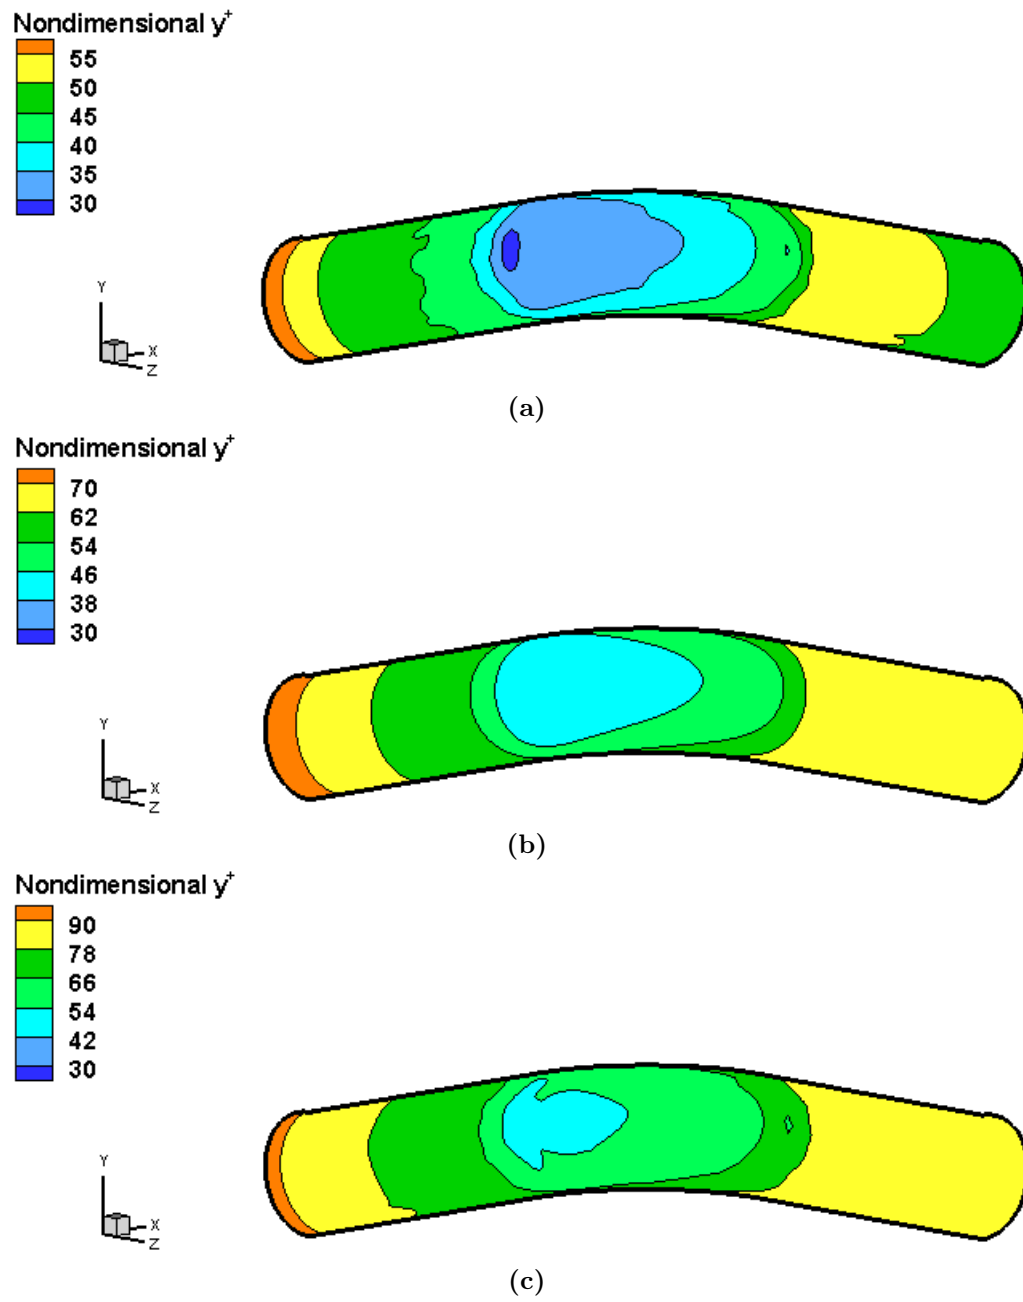 Nondimensional y+
55
50
45
40
35
30
Y
X
Z
(a)
Nondimensional y+
70
62
54
46
38
30
Y
X
Z
(b)
Nondimensional y+
90
78
66
54
42
30
Y
X
Z
(c)